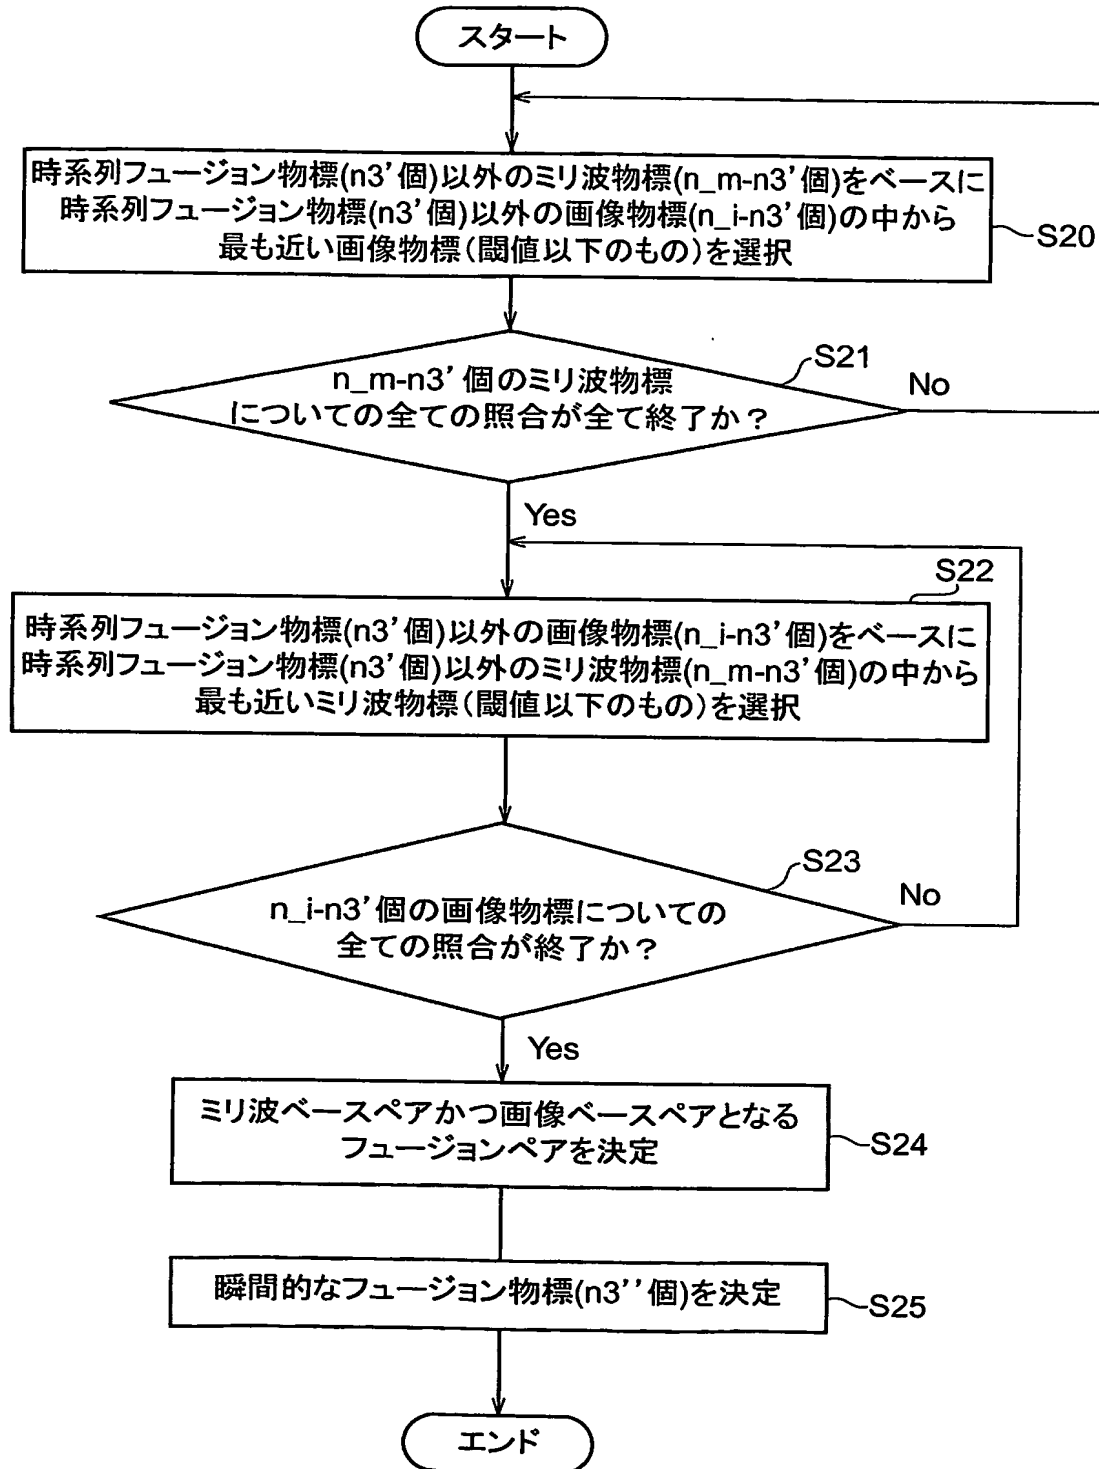 スタート
時系列フュージョン物標(n3'個)以外のミリ波物標(n_m-n3'個)をベースに
時系列フュージョン物標(n3'個)以外の画像物標(n_i-n3'個)の中から
最も近い画像物標(閾値以下のもの)を選択
S20
n_m-n3'個のミリ波物標
についての全ての照合が全て終了か?
S21
No
Yes
S22
時系列フュージョン物標(n3'個)以外の画像物標(n_i-n3'個)をベースに
時系列フュージョン物標(n3'個)以外のミリ波物標(n_m-n3'個)の中から
最も近いミリ波物標(閾値以下のもの)を選択
S23
No
n_i-n3'個の画像物標についての
全ての照合が終了か?
Yes
ミリ波ベースペアかつ画像ベースペアとなる
フュージョンペアを決定
S24
瞬間的なフュージョン物標(n3''個)を決定
S25
エンド